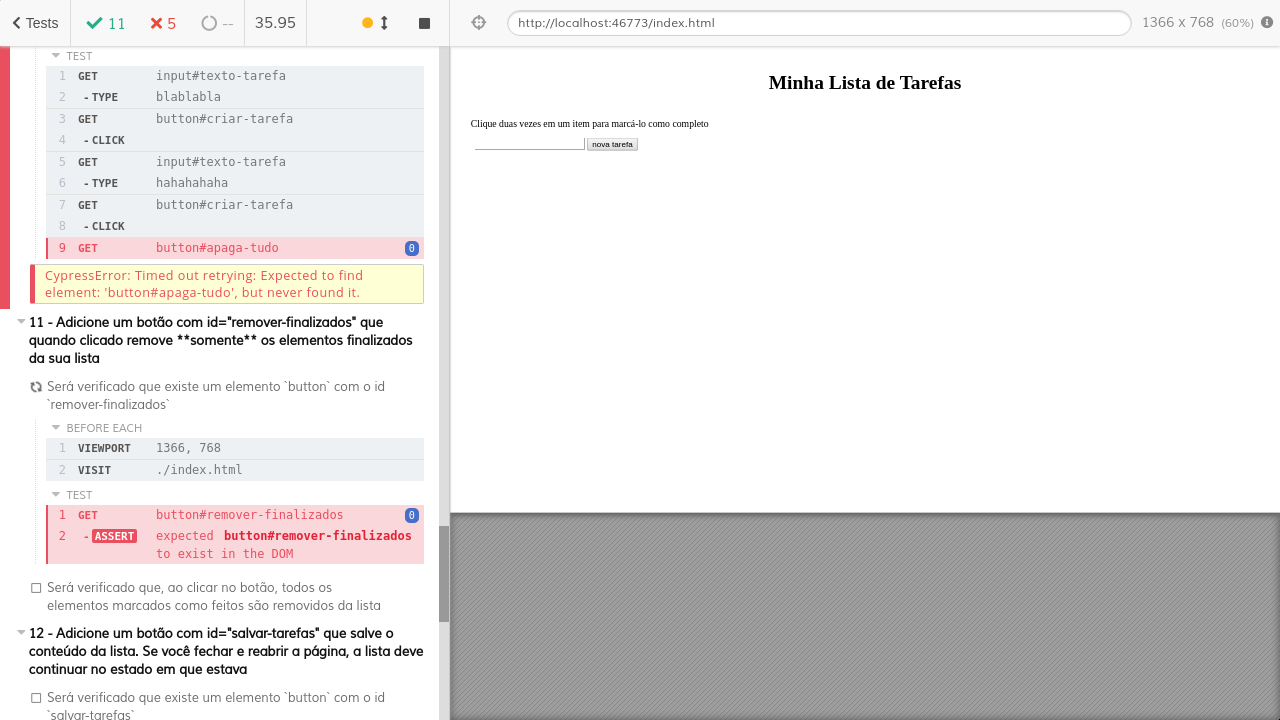 Tests 11 5 -- 35.95
http://localhost:46773/index.html 1366 x 768 (60%)
TEST
1 GET input#texto-tarefa
2 - TYPE blablabla
3 GET button#criar-tarefa
4 - CLICK
5 GET input#texto-tarefa
6 - TYPE hahahahaha
7 GET button#criar-tarefa
8 - CLICK
9 GET button#apaga-tudo 0
CypressError: Timed out retrying: Expected to find
element: 'button#apaga-tudo', but never found it.
11 - Adicione um botão com id="remover-finalizados" que
quando clicado remove **somente** os elementos finalizados
da sua lista
Será verificado que existe um elemento `button` com o id
`remover-finalizados`
BEFORE EACH
1 VIEWPORT 1366, 768
2 VISIT ./index.html
TEST
1 GET button#remover-finalizados 0
2 - ASSERT expected button#remover-finalizados
to exist in the DOM
Será verificado que, ao clicar no botão, todos os
elementos marcados como feitos são removidos da lista
12 - Adicione um botão com id="salvar-tarefas" que salve o
conteúdo da lista. Se você fechar e reabrir a página, a lista deve
continuar no estado em que estava
Será verificado que existe um elemento `button` com o id
`salvar-tarefas`
Minha Lista de Tarefas
Clique duas vezes em um item para marcá-lo como completo
nova tarefa